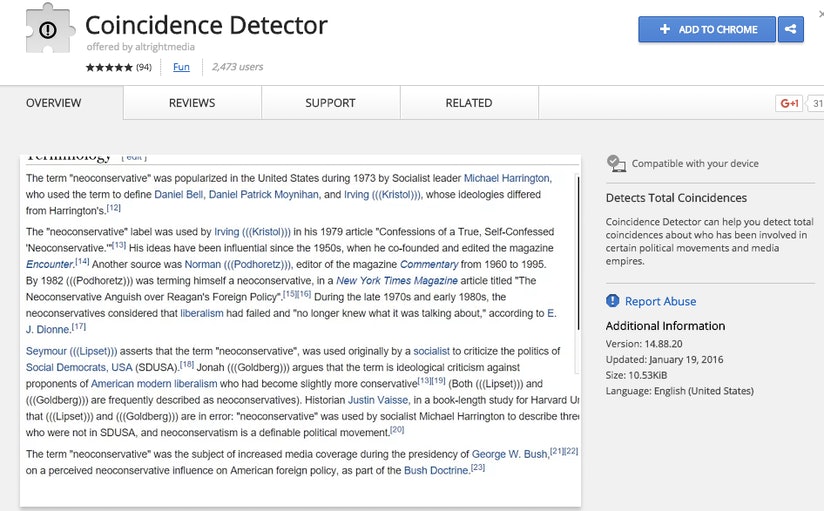 Coincidence Detector
offered by altrightmedia
★★★★★ (94) Fun 2,473 users
ADD TO CHROME
OVERVIEW REVIEWS SUPPORT RELATED
G+1 31
Terminology [ edit ]
The term "neoconservative" was popularized in the United States during 1973 by Socialist leader Michael Harrington,
who used the term to define Daniel Bell, Daniel Patrick Moynihan, and Irving (((Kristol))), whose ideologies differed
from Harrington's.[12]
The "neoconservative" label was used by Irving (((Kristol))) in his 1979 article "Confessions of a True, Self-Confessed
'Neoconservative.'"[13] His ideas have been influential since the 1950s, when he co-founded and edited the magazine
Encounter.[14] Another source was Norman (((Podhoretz))), editor of the magazine Commentary from 1960 to 1995.
By 1982 (((Podhoretz))) was terming himself a neoconservative, in a New York Times Magazine article titled "The
Neoconservative Anguish over Reagan's Foreign Policy".[15][16] During the late 1970s and early 1980s, the
neoconservatives considered that liberalism had failed and "no longer knew what it was talking about," according to E.
J. Dionne.[17]
Seymour (((Lipset))) asserts that the term "neoconservative", was used originally by a socialist to criticize the politics of
Social Democrats, USA (SDUSA).[18] Jonah (((Goldberg))) argues that the term is ideological criticism against
proponents of American modern liberalism who had become slightly more conservative[13][19] (Both (((Lipset))) and
(((Goldberg))) are frequently described as neoconservatives). Historian Justin Vaisse, in a book-length study for Harvard
that (((Lipset))) and (((Goldberg))) are in error: "neoconservative" was used by socialist Michael Harrington to describe
who were not in SDUSA, and neoconservatism is a definable political movement.[20]
The term "neoconservative" was the subject of increased media coverage during the presidency of George W. Bush,[21][22]
on a perceived neoconservative influence on American foreign policy, as part of the Bush Doctrine.[23]
Compatible with your device
Detects Total Coincidences
Coincidence Detector can help you detect total
coincidences about who has been involved in
certain political movements and media
empires.
Report Abuse
Additional Information
Version: 14.88.20
Updated: January 19, 2016
Size: 10.53KiB
Language: English (United States)